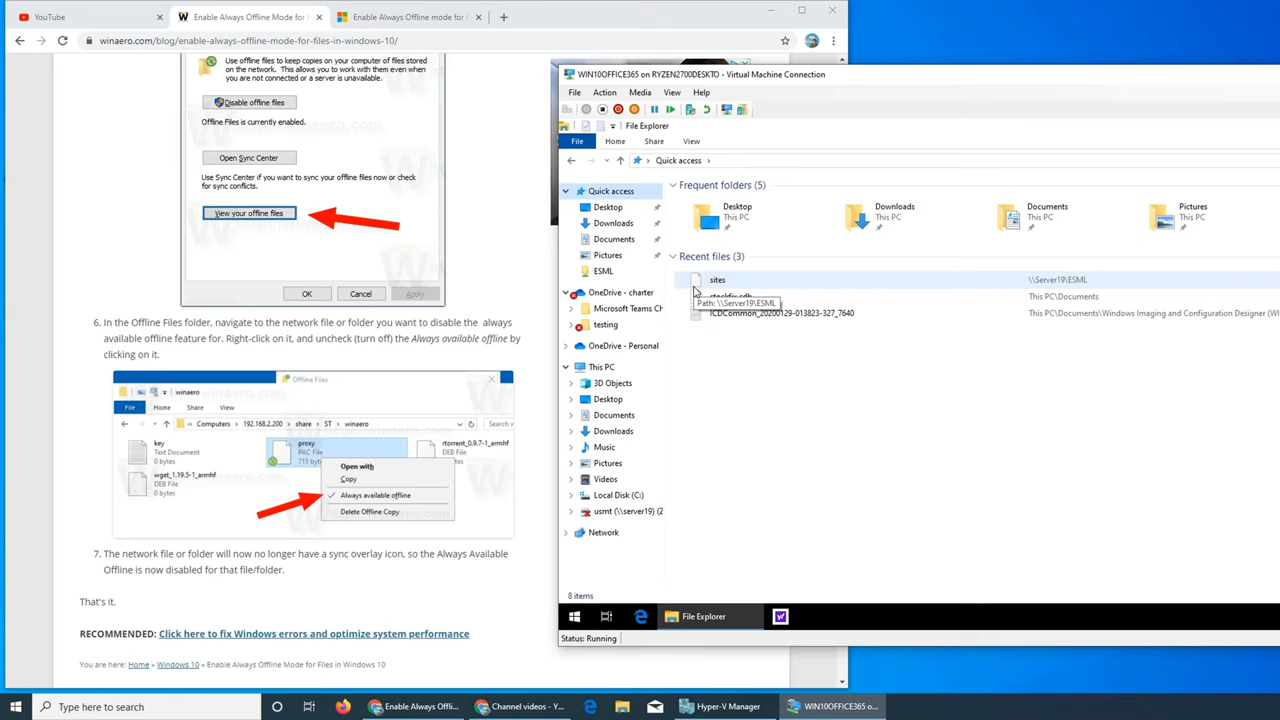 YouTube
Enable Always Offline Mode for F
Enable Always Offline mode for
winaero.com/blog/enable-always-offline-mode-for-files-in-windows-10/
Use offline files to keep copies on your computer of files stored
on the network. This allows you to work with them even when
you are not connected or a server is unavailable.
Disable offline files
Offline Files is currently enabled.
Open Sync Center
Use Sync Center if you want to sync your offline files now or check
for sync conflicts.
View your offline files
OK
Cancel
Apply
6. In the Offline Files folder, navigate to the network file or folder you want to disable the always
available offline feature for. Right-click on it, and uncheck (turn off) the Always available offline by
clicking on it.
Offline Files
winaero
File Home Share View
Computers 192.168.2.200 share ST winaero
Search
key
Text Document
0 bytes
proxy
PAC File
715 byte
rtorrent_0.9.7-1_armhf
DEB File
0 bytes
wget_1.19.5-1_armhf
DEB File
0 bytes
Open with
Copy
Always available offline
Delete Offline Copy
7. The network file or folder will now no longer have a sync overlay icon, so the Always Available
Offline is now disabled for that file/folder.
That's it.
RECOMMENDED: Click here to fix Windows errors and optimize system performance
You are here: Home » Windows 10 » Enable Always Offline Mode for Files in Windows 10
WIN10OFFICE365 on RYZEN2700DESKTO - Virtual Machine Connection
File Action Media View Help
File Explorer
File Home Share View
Quick access
Quick access
Desktop
Downloads
Documents
Pictures
ESML
OneDrive - charter
Microsoft Teams Ch
testing
OneDrive - Personal
This PC
3D Objects
Desktop
Documents
Downloads
Music
Pictures
Videos
Local Disk (C:)
usmt (\\server19) (2
Network
Frequent folders (5)
Desktop
This PC
Downloads
This PC
Documents
This PC
Pictures
This PC
Recent files (3)
sites \\Server19\ESML
This PC\Documents
Path: \\Server19\ESML
ICDCommon_20200129-013823-327_7640 This PC\Documents\Windows Imaging and Configuration Designer (W
8 items
File Explorer
Status: Running
Type here to search
Enable Always Offli...
Channel videos - Y...
Hyper-V Manager
WIN10OFFICE365 o...